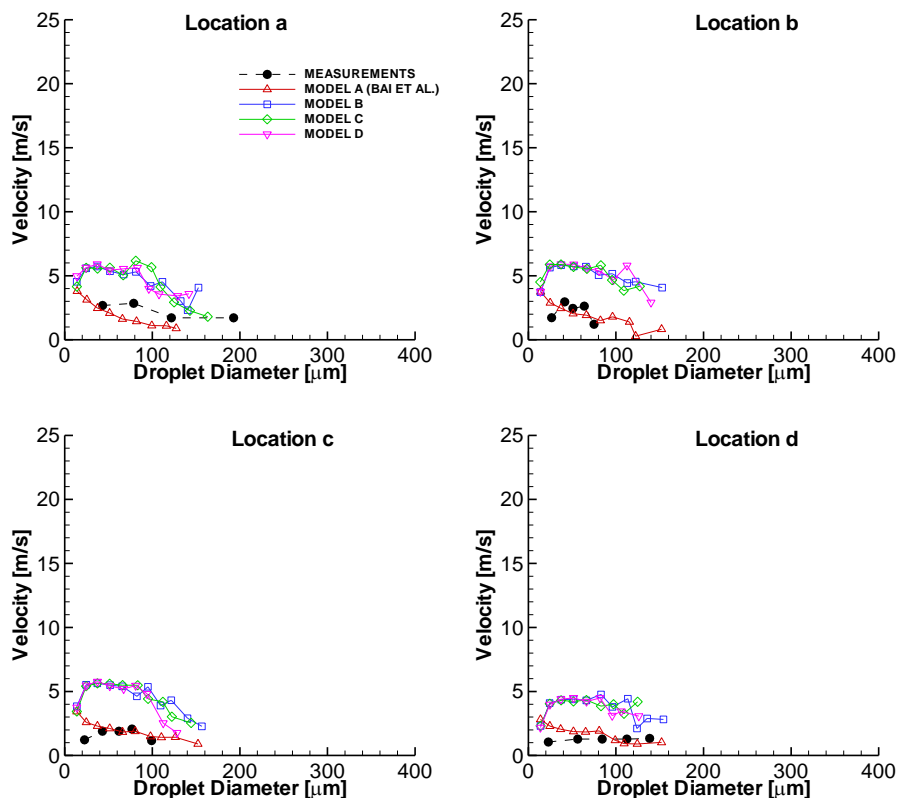 Location a
25
20
15
10
5
0
Velocity [m/s]
MEASUREMENTS
MODEL A (BAI ET AL.)
MODEL B
MODEL C
MODEL D
0 100 200 300 400
Droplet Diameter [μm]
Location b
25
20
15
10
5
0
Velocity [m/s]
0 100 200 300 400
Droplet Diameter [μm]
Location c
25
20
15
10
5
0
Velocity [m/s]
0 100 200 300 400
Droplet Diameter [μm]
Location d
25
20
15
10
5
0
Velocity [m/s]
0 100 200 300 400
Droplet Diameter [μm]